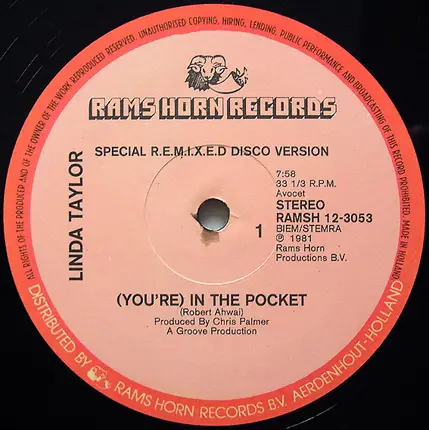 ALL RIGHTS OF THE PRODUCER AND OF THE OWNER OF THE WORK REPRODUCED RESERVED. UNAUTHORISED COPYING, HIRING, LENDING, PUBLIC PERFORMANCE AND BROADCASTING OF THIS RECORD PROHIBITED. MADE IN HOLLAND
RAMS HORN RECORDS
SPECIAL R.E.M.I.X.E.D DISCO VERSION
LINDA TAYLOR
7:58
33 1/3 R.P.M.
Avocet
STEREO
RAMSH 12-3053
BIEM/STEMRA
℗ 1981
Rams Horn
Productions B.V.
1
(YOU'RE) IN THE POCKET
(Robert Ahwai)
Produced By Chris Palmer
A Groove Production
DISTRIBUTED BY RAMS HORN RECORDS B.V. AERDENHOUT-HOLLAND